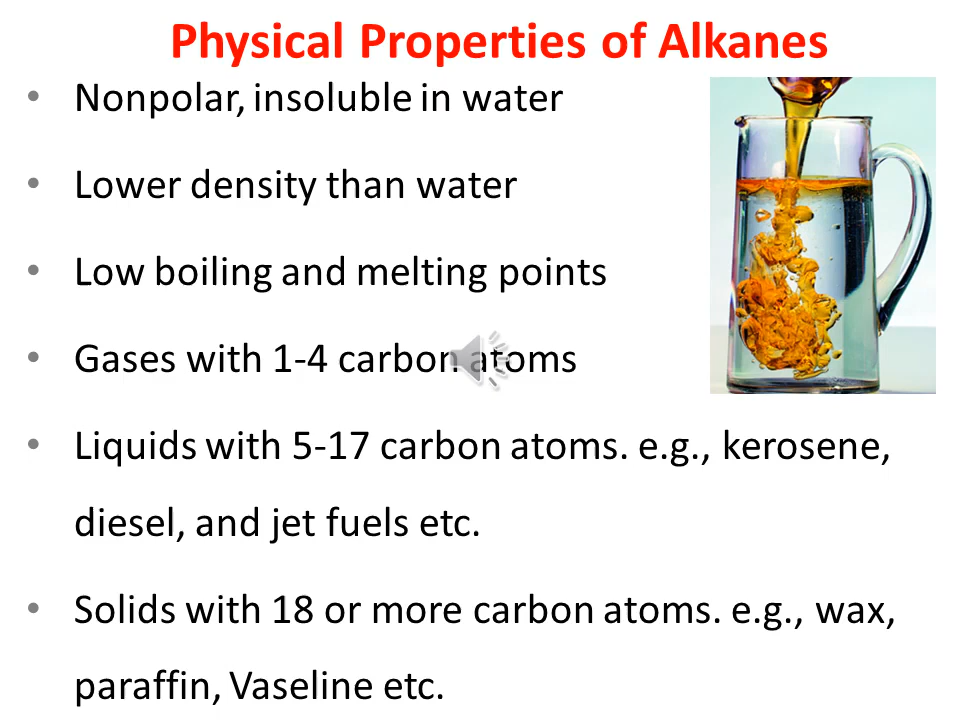 Physical Properties of Alkanes
• Nonpolar, insoluble in water
• Lower density than water
• Low boiling and melting points
• Gases with 1-4 carbon atoms
• Liquids with 5-17 carbon atoms. e.g., kerosene,
diesel, and jet fuels etc.
• Solids with 18 or more carbon atoms. e.g., wax,
paraffin, Vaseline etc.